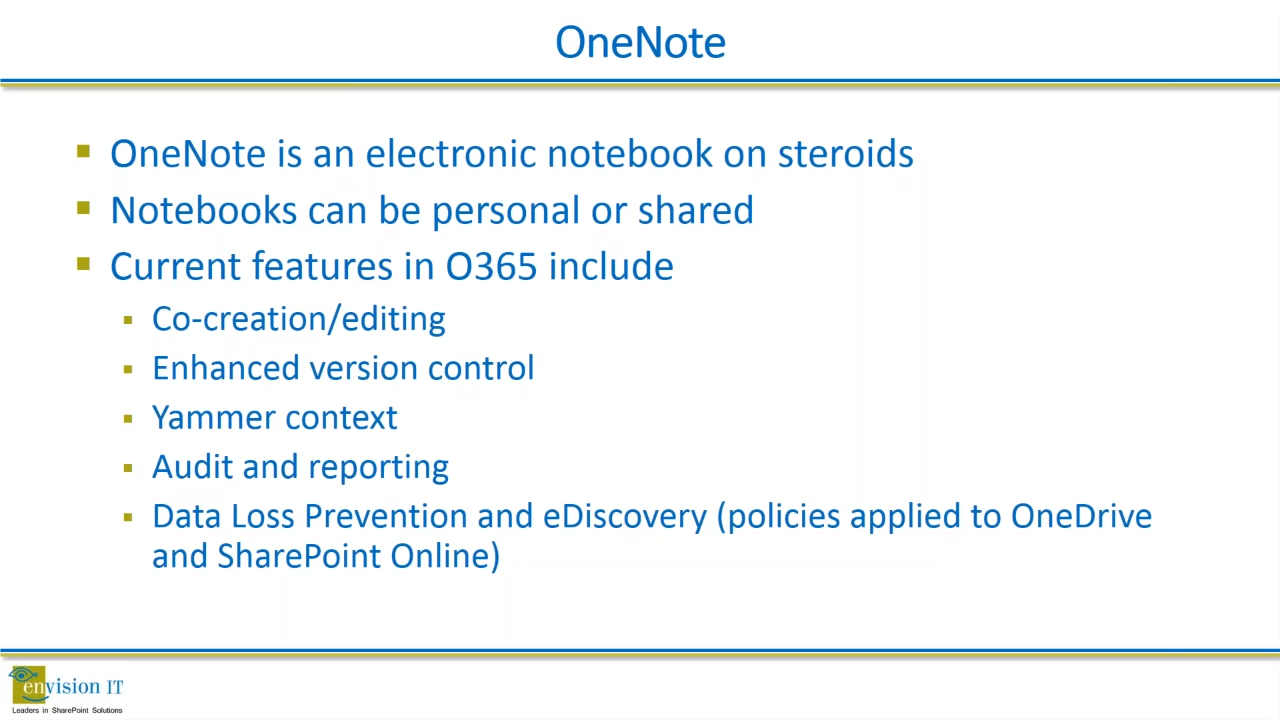 OneNote
OneNote is an electronic notebook on steroids
Notebooks can be personal or shared
Current features in O365 include
Co-creation/editing
Enhanced version control
Yammer context
Audit and reporting
Data Loss Prevention and eDiscovery (policies applied to OneDrive
and SharePoint Online)
envision IT
Leaders in SharePoint Solutions